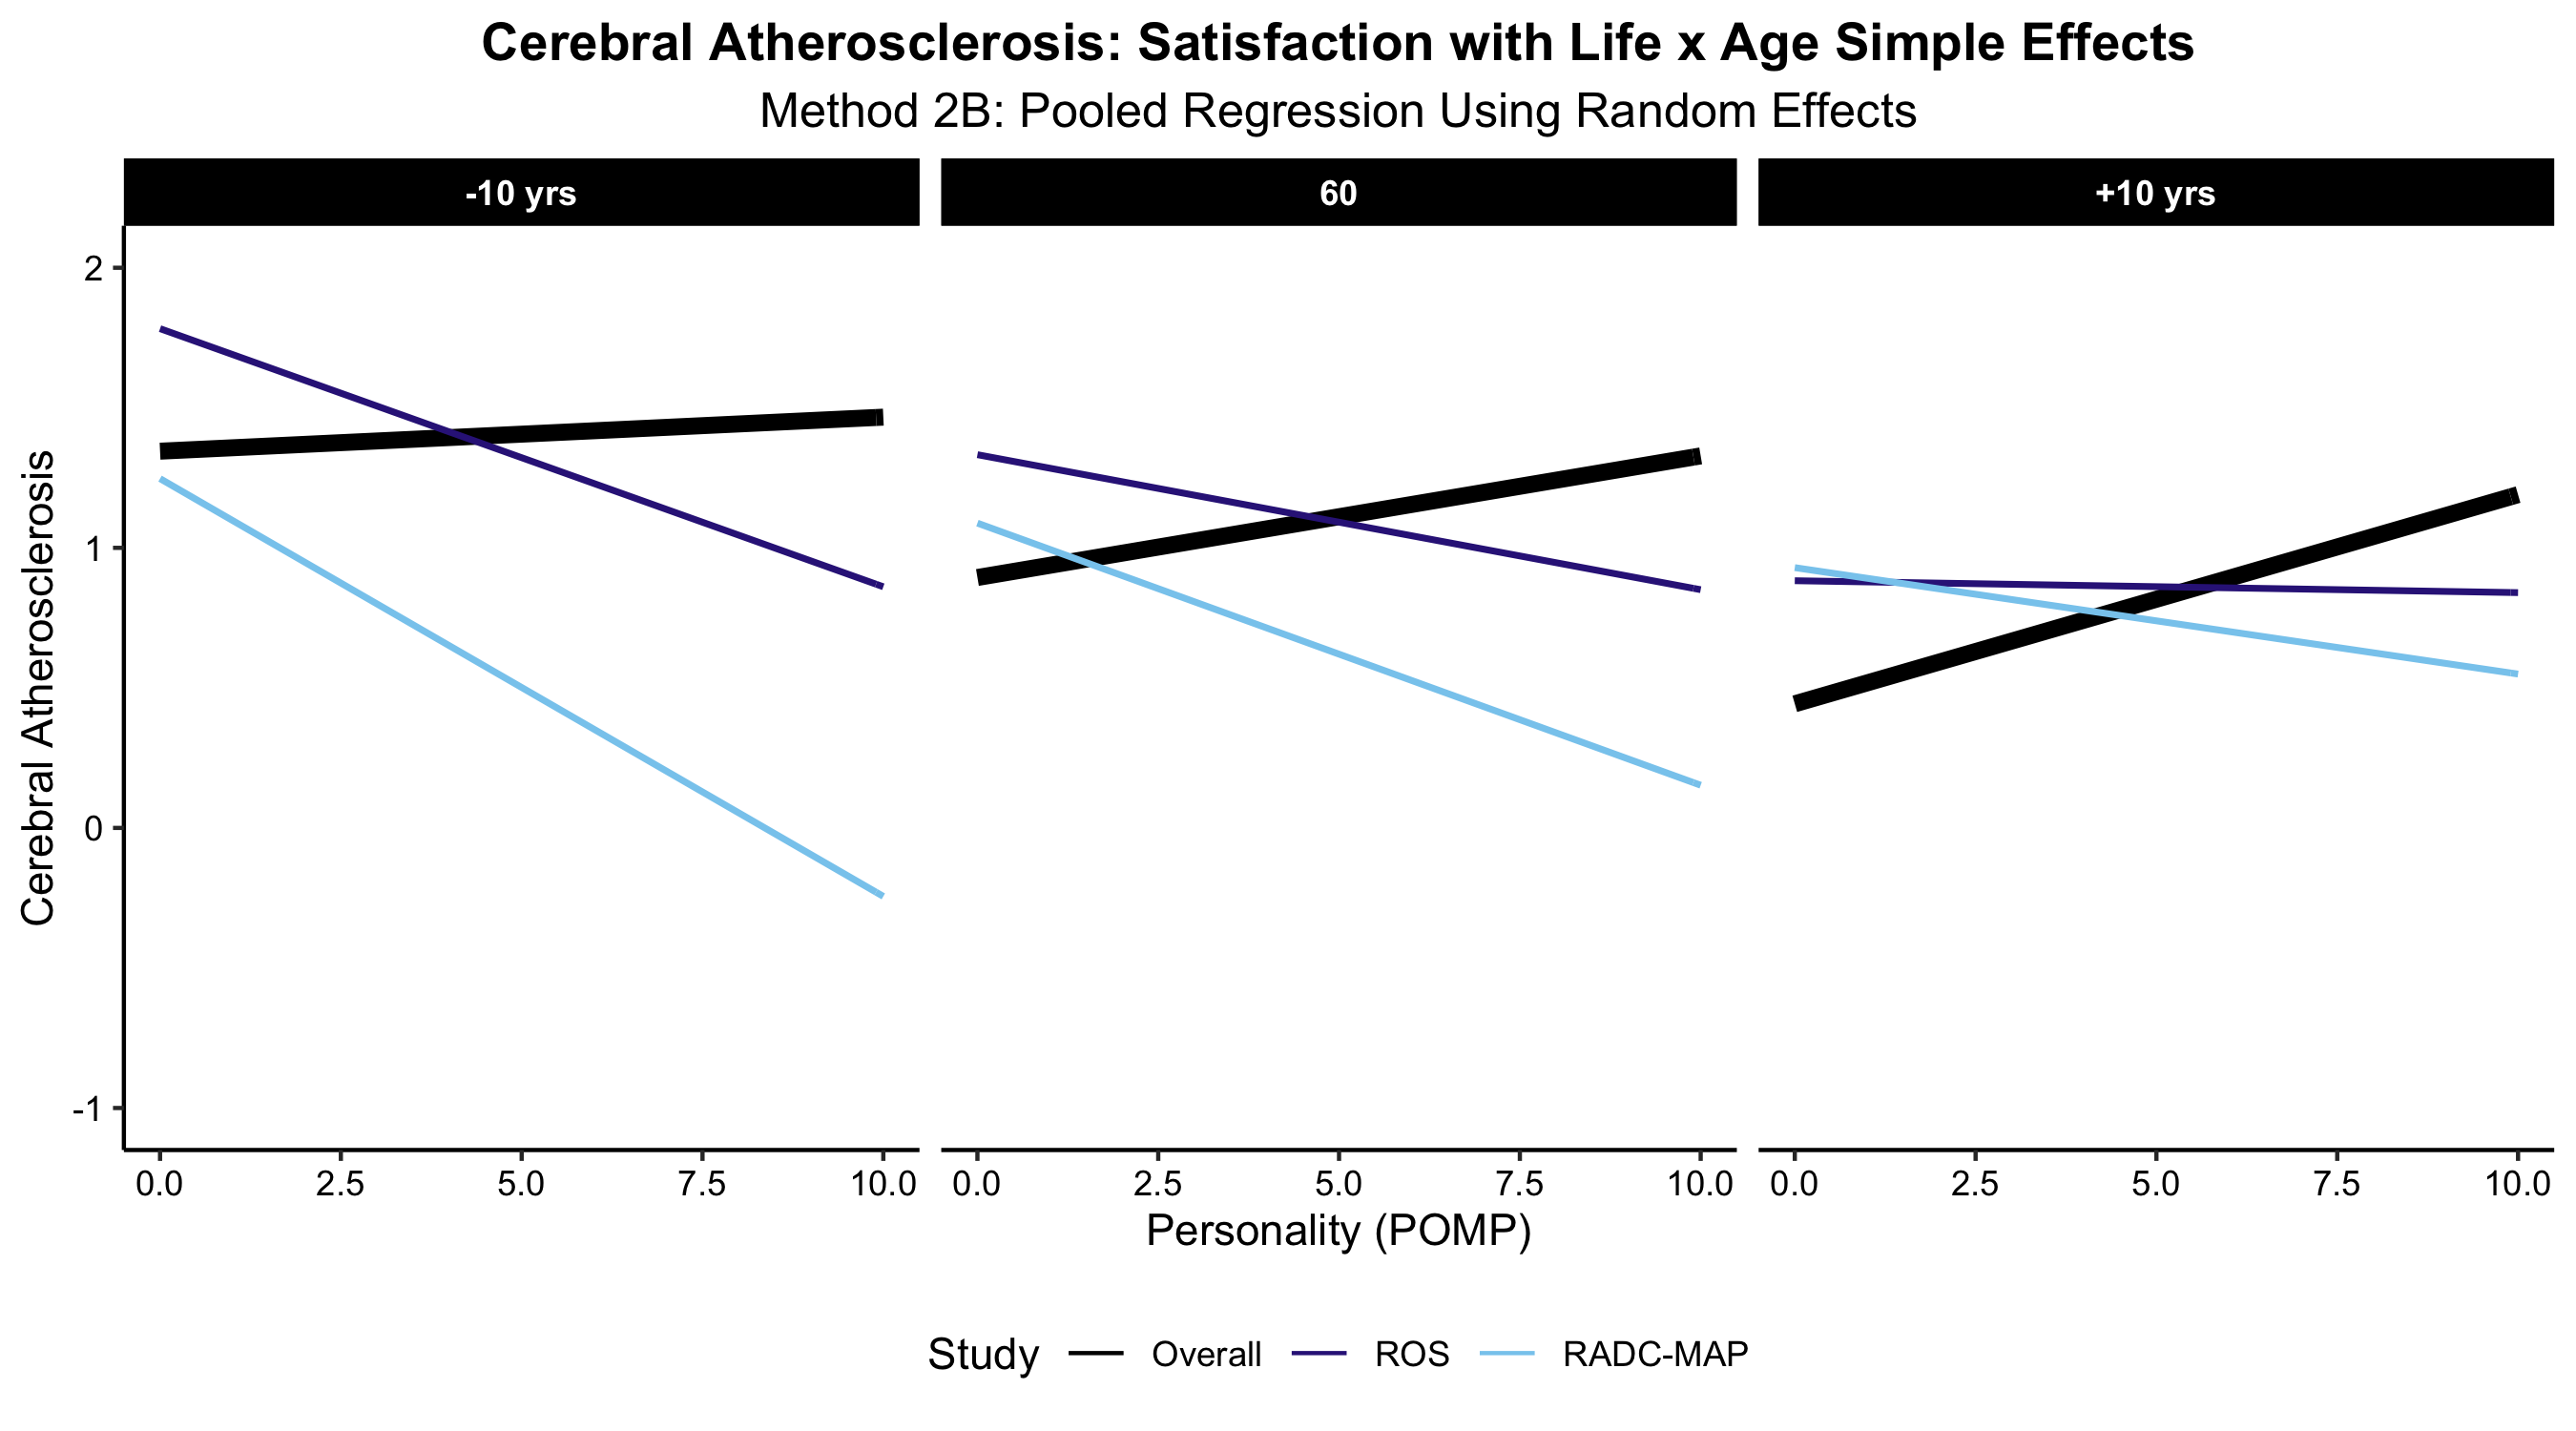 Cerebral Atherosclerosis: Satisfaction with Life x Age Simple Effects
Method 2B: Pooled Regression Using Random Effects
-10 yrs
60
+10 yrs
Cerebral Atherosclerosis
2
1
0
-1
0.0 2.5 5.0 7.5 10.0
0.0 2.5 5.0 7.5 10.0
0.0 2.5 5.0 7.5 10.0
Personality (POMP)
Study Overall ROS RADC-MAP